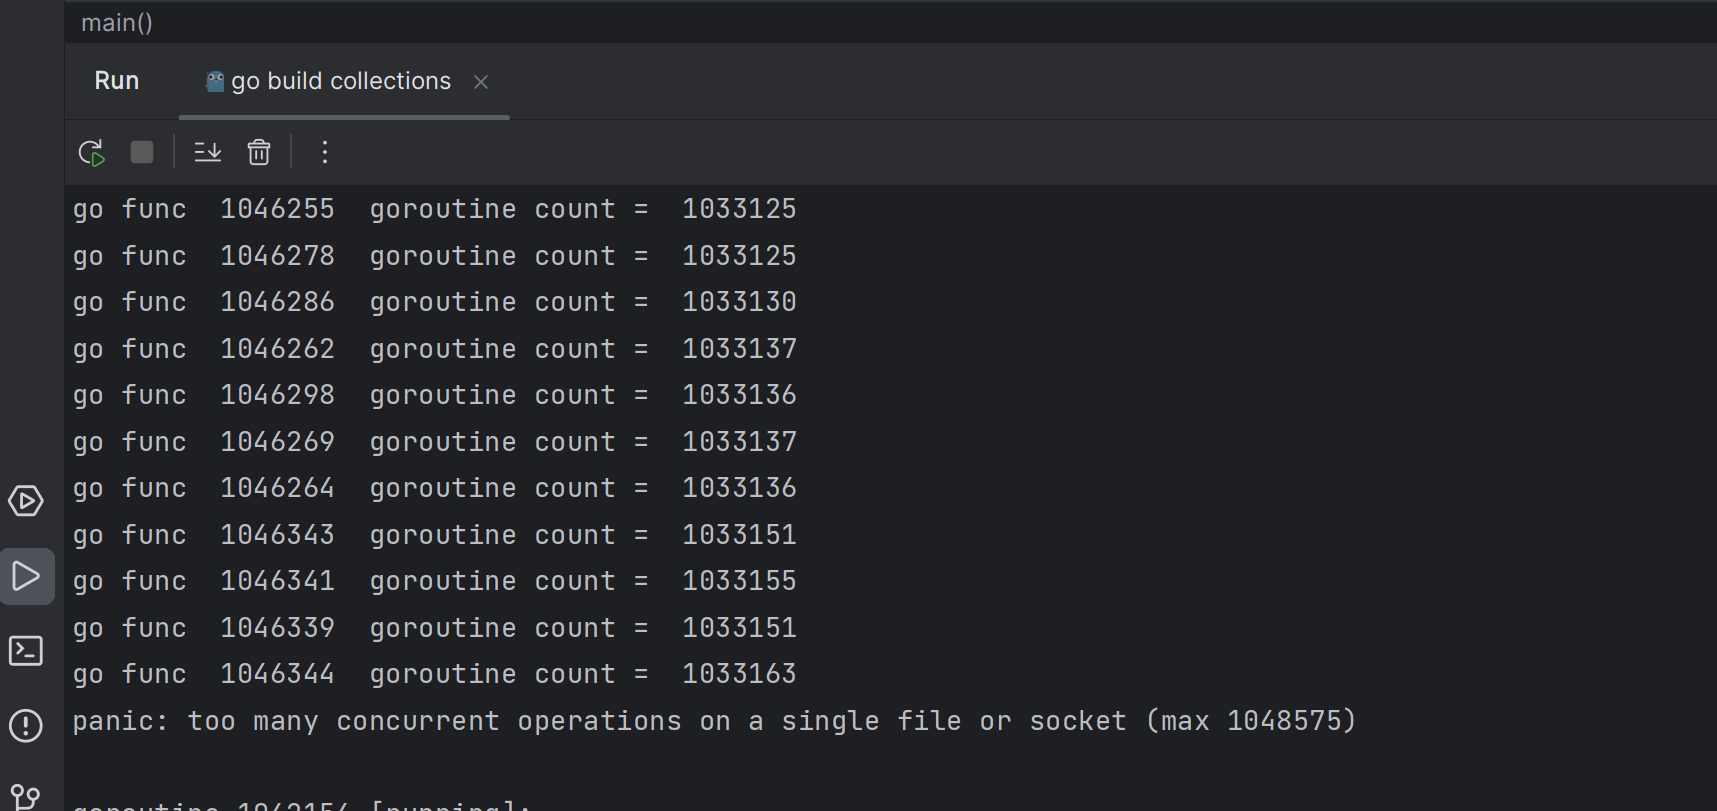 main()
Run go build collections
go func  1046255  goroutine count =  1033125
go func  1046278  goroutine count =  1033125
go func  1046286  goroutine count =  1033130
go func  1046262  goroutine count =  1033137
go func  1046298  goroutine count =  1033136
go func  1046269  goroutine count =  1033137
go func  1046264  goroutine count =  1033136
go func  1046343  goroutine count =  1033151
go func  1046341  goroutine count =  1033155
go func  1046339  goroutine count =  1033151
go func  1046344  goroutine count =  1033163
panic: too many concurrent operations on a single file or socket (max 1048575)